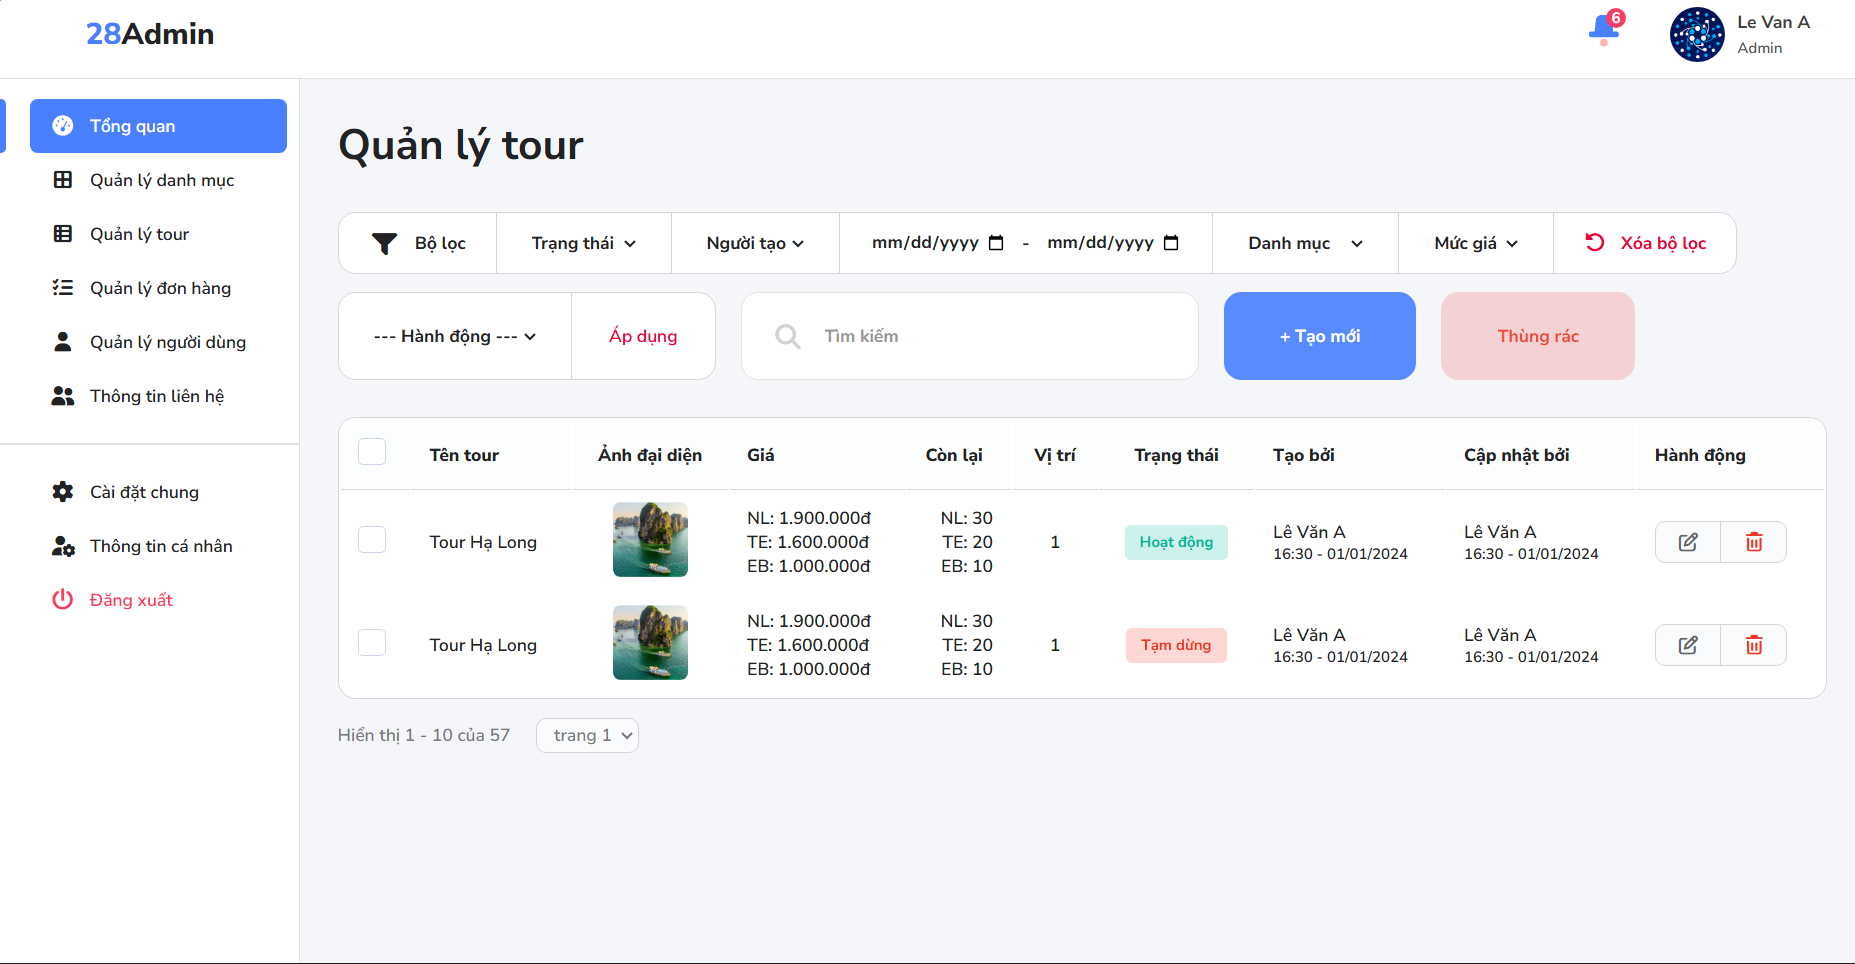 28Admin
6
Le Van A
Admin
Tổng quan
Quản lý danh mục
Quản lý tour
Quản lý đơn hàng
Quản lý người dùng
Thông tin liên hệ
Cài đặt chung
Thông tin cá nhân
Đăng xuất
Quản lý tour
Bộ lọc Trạng thái Người tạo mm/dd/yyyy - mm/dd/yyyy Danh mục Mức giá Xóa bộ lọc
--- Hành động --- Áp dụng Tìm kiếm + Tạo mới Thùng rác
Tên tour Ảnh đại diện Giá Còn lại Vị trí Trạng thái Tạo bởi Cập nhật bởi Hành động
Tour Hạ Long
NL: 1.900.000đ
TE: 1.600.000đ
EB: 1.000.000đ
NL: 30
TE: 20
EB: 10
1
Hoạt động
Lê Văn A
16:30 - 01/01/2024
Lê Văn A
16:30 - 01/01/2024
Tour Hạ Long
NL: 1.900.000đ
TE: 1.600.000đ
EB: 1.000.000đ
NL: 30
TE: 20
EB: 10
1
Tạm dừng
Lê Văn A
16:30 - 01/01/2024
Lê Văn A
16:30 - 01/01/2024
Hiển thị 1 - 10 của 57 trang 1